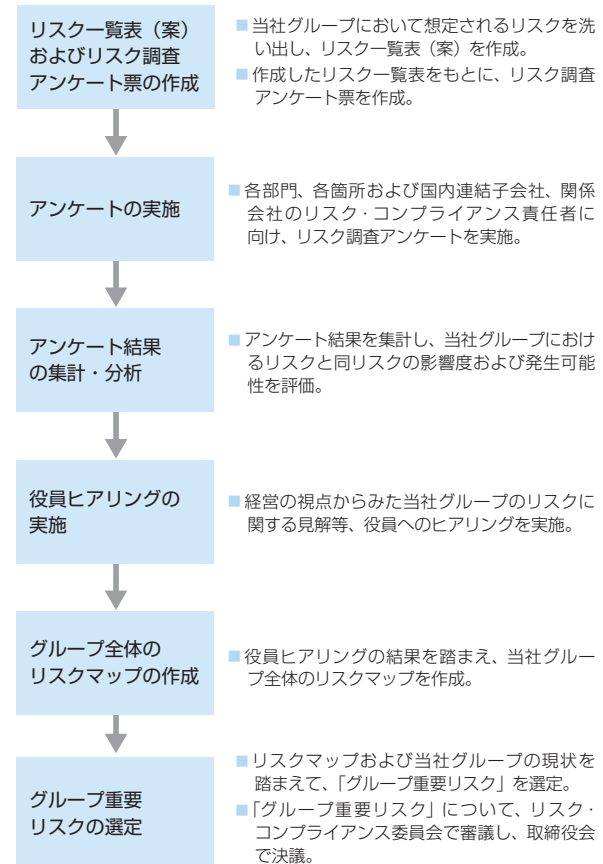 リスク一覧表（案）
およびリスク調査
アンケート票の作成
■当社グループにおいて想定されるリスクを洗
い出し、リスク一覧表（案）を作成。
■作成したリスク一覧表をもとに、リスク調査
アンケート票を作成。
アンケートの実施
■各部門、各箇所および国内連結子会社、関係
会社のリスク・コンプライアンス責任者に
向け、リスク調査アンケートを実施。
アンケート結果
の集計・分析
■アンケート結果を集計し、当社グループにおけ
るリスクと同リスクの影響度および発生可能
性を評価。
役員ヒアリングの
実施
■経営の視点からみた当社グループのリスクに
関する見解等、役員へのヒアリングを実施。
グループ全体の
リスクマップの作成
■役員ヒアリングの結果を踏まえ、当社グルー
プ全体のリスクマップを作成。
グループ重要
リスクの選定
■リスクマップおよび当社グループの現状を
踏まえて、「グループ重要リスク」を選定。
■「グループ重要リスク」について、リスク・
コンプライアンス委員会で審議し、取締役会
で決議。